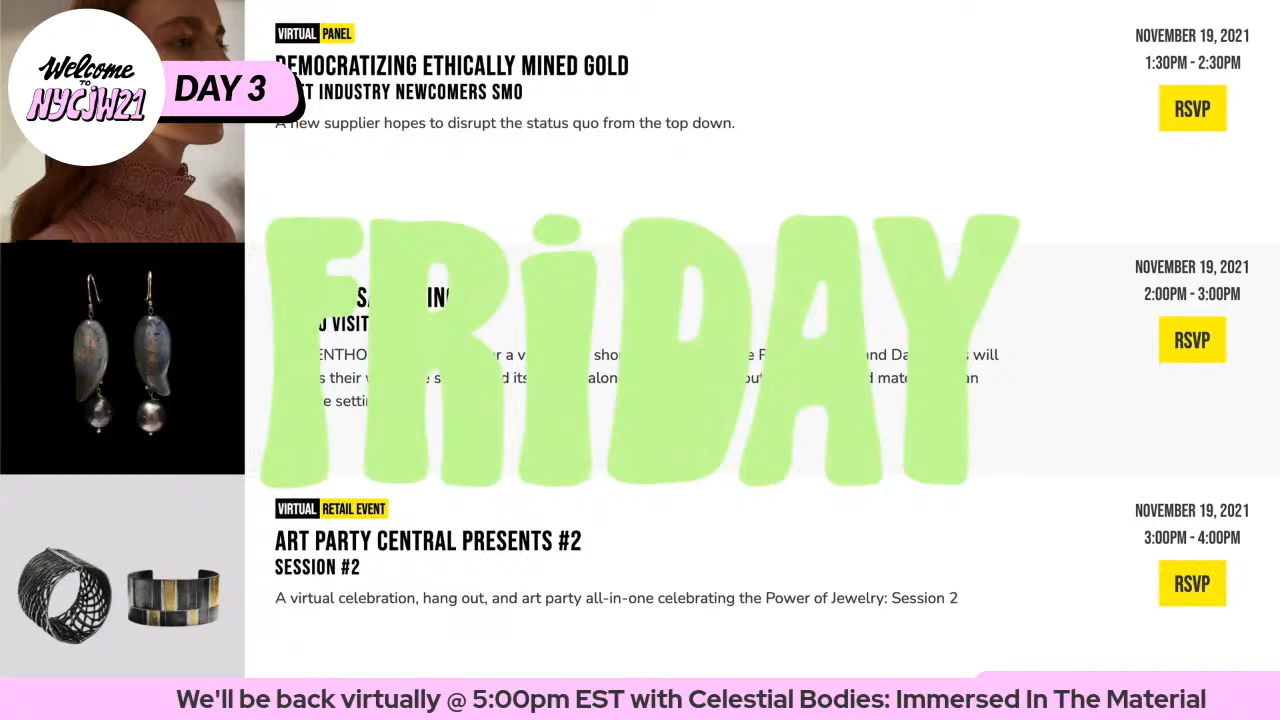 Welcome
TO
NYCJW21
DAY 3
VIRTUAL PANEL
DEMOCRATIZING ETHICALLY MINED GOLD
INDUSTRY NEWCOMERS SMO
A new supplier hopes to disrupt the status quo from the top down.
NOVEMBER 19, 2021
1:30PM - 2:30PM
RSVP
FRIDAY
a
and
will
their
NOVEMBER 19, 2021
2:00PM - 3:00PM
RSVP
VIRTUAL RETAIL EVENT
ART PARTY CENTRAL PRESENTS #2
SESSION #2
A virtual celebration, hang out, and art party all-in-one celebrating the Power of Jewelry: Session 2
NOVEMBER 19, 2021
3:00PM - 4:00PM
RSVP
We'll be back virtually @ 5:00pm EST with Celestial Bodies: Immersed In The Material